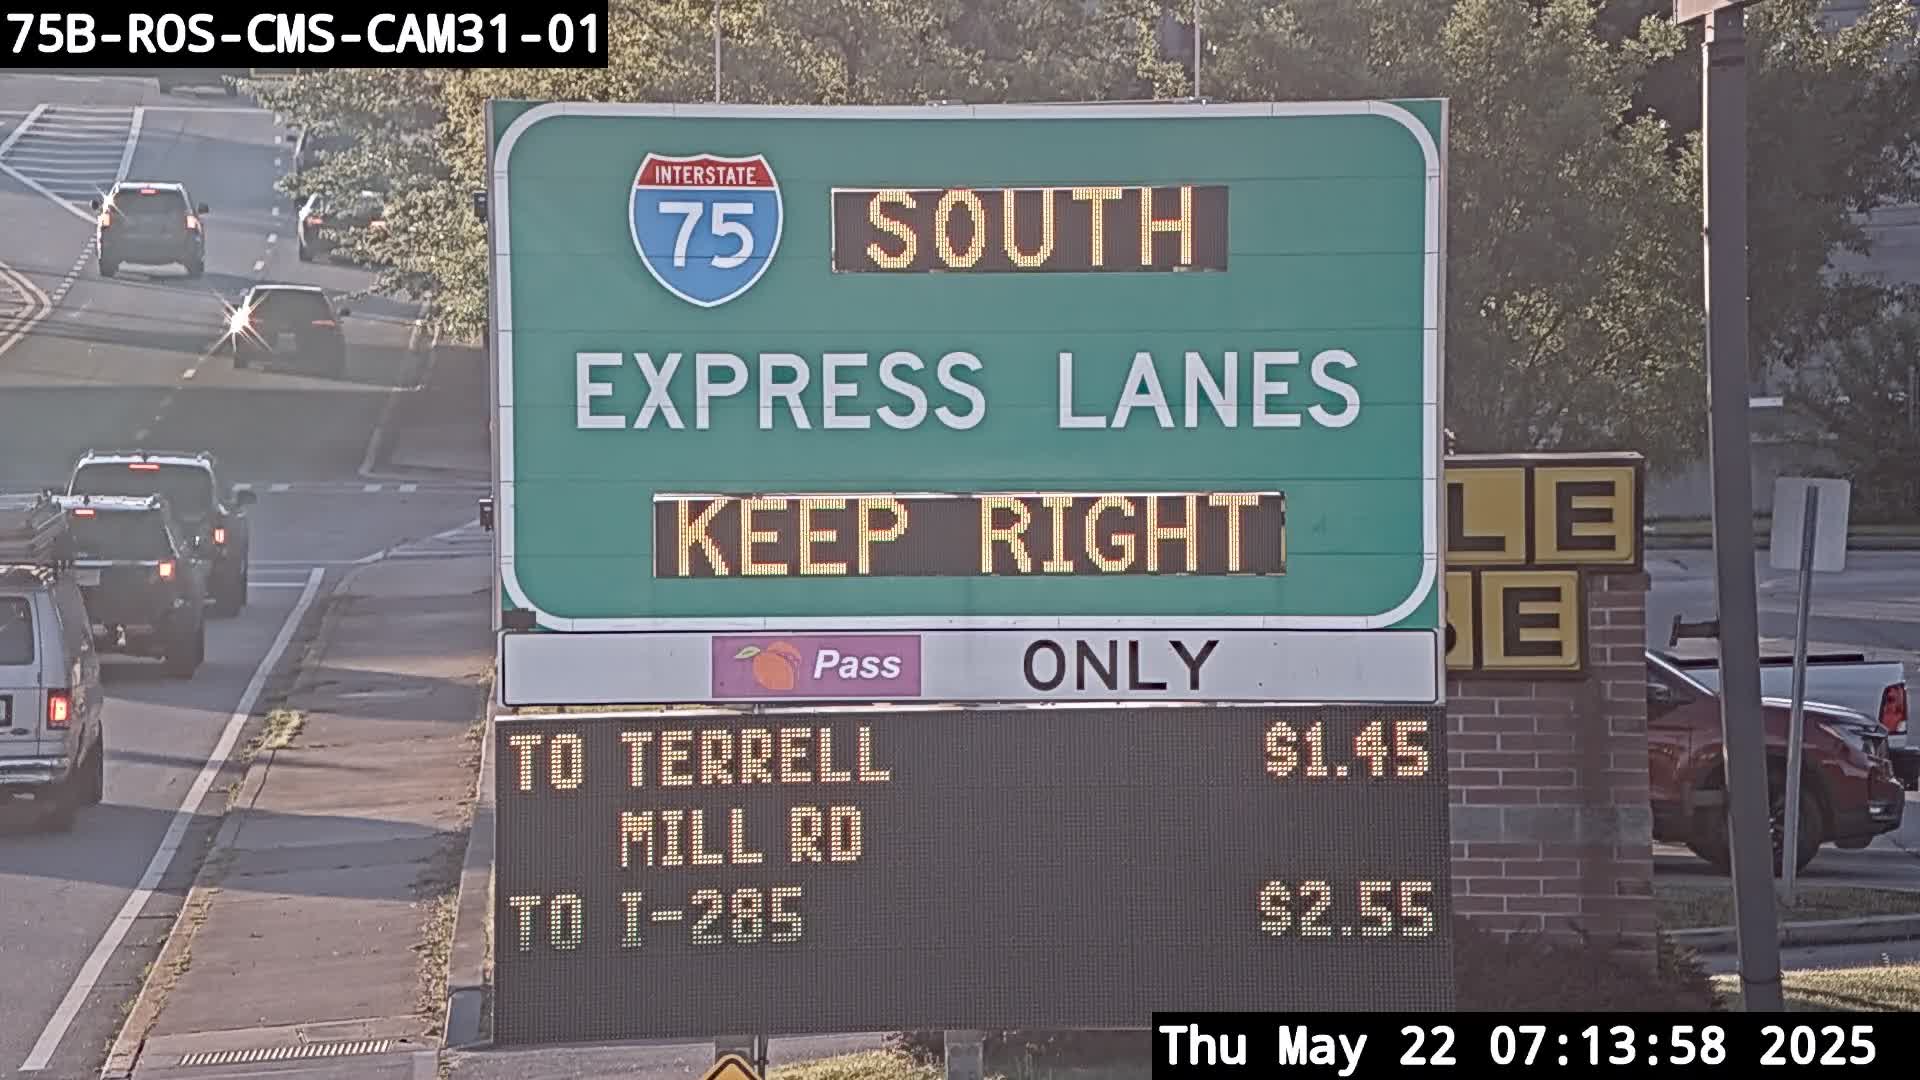 75B-ROS-CMS-CAM31-01
INTERSTATE
75
SOUTH
EXPRESS LANES
KEEP RIGHT
LE
E
Pass ONLY
TO TERRELL $1.45
MILL RD
TO I-285 $2.55
Thu May 22 07:13:58 2025